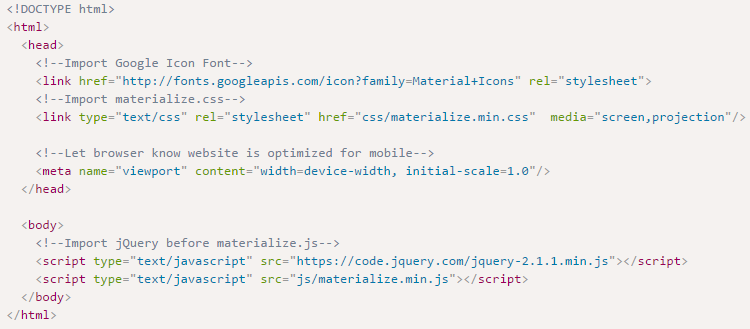 <!DOCTYPE html>
<html>
<head>
<!--Import Google Icon Font-->
<link href="http://fonts.googleapis.com/icon?family=Material+Icons" rel="stylesheet">
<!--Import materialize.css-->
<link type="text/css" rel="stylesheet" href="css/materialize.min.css"  media="screen,projection"/>
<!--Let browser know website is optimized for mobile-->
<meta name="viewport" content="width=device-width, initial-scale=1.0"/>
</head>
<body>
<!--Import jQuery before materialize.js-->
<script type="text/javascript" src="https://code.jquery.com/jquery-2.1.1.min.js"></script>
<script type="text/javascript" src="js/materialize.min.js"></script>
</body>
</html>